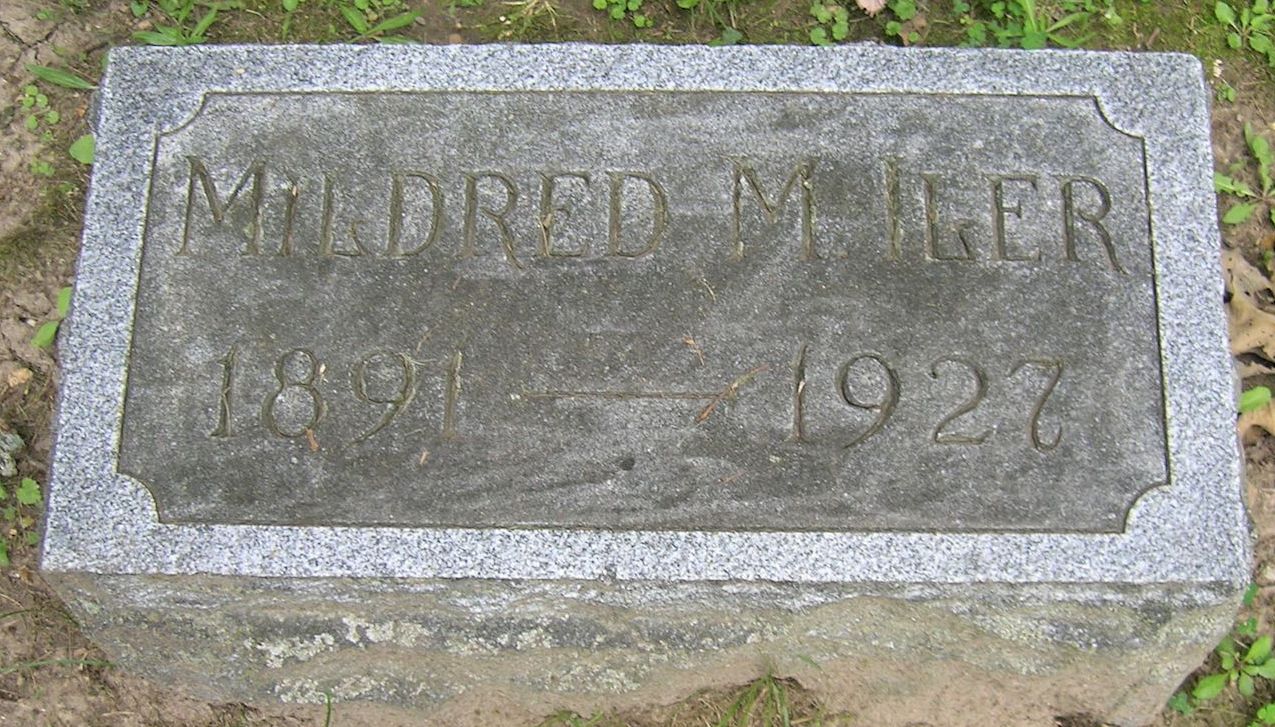 MILDRED M. ILER
1891 — 1927